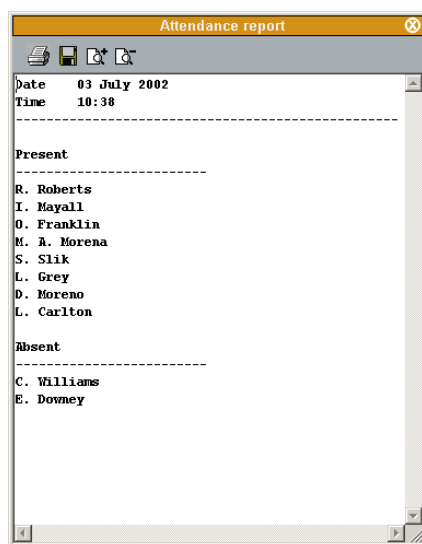 Attendance report
Date 03 July 2002
Time 10:38
----------------------------------------------------
Present
-------------------------
R. Roberts
I. Mayall
O. Franklin
M. A. Morena
S. Slik
L. Grey
D. Moreno
L. Carlton
Absent
-------------------------
C. Williams
E. Downey